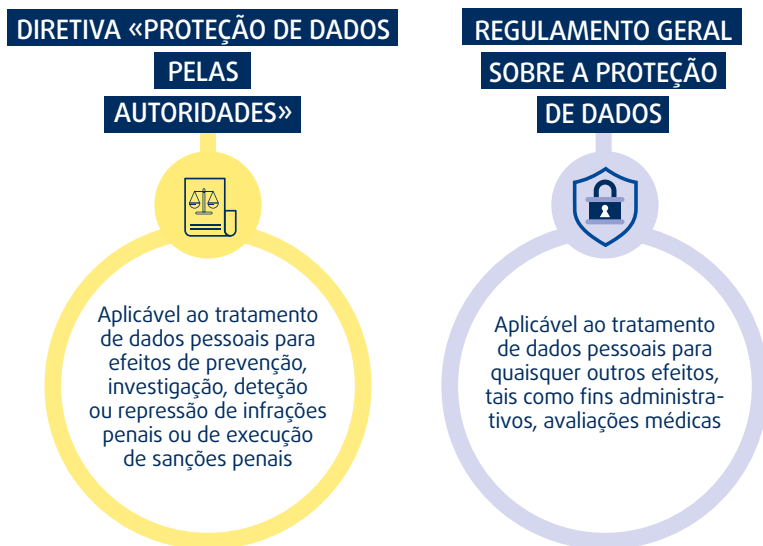 DIRETIVA «PROTEÇÃO DE DADOS
PELAS
AUTORIDADES»
Aplicável ao tratamento
de dados pessoais para
efeitos de prevenção,
investigação, deteção
ou repressão de infrações
penais ou de execução
de sanções penais
REGULAMENTO GERAL
SOBRE A PROTEÇÃO
DE DADOS
Aplicável ao tratamento
de dados pessoais para
quaisquer outros efeitos,
tais como fins administra-
tivos, avaliações médicas